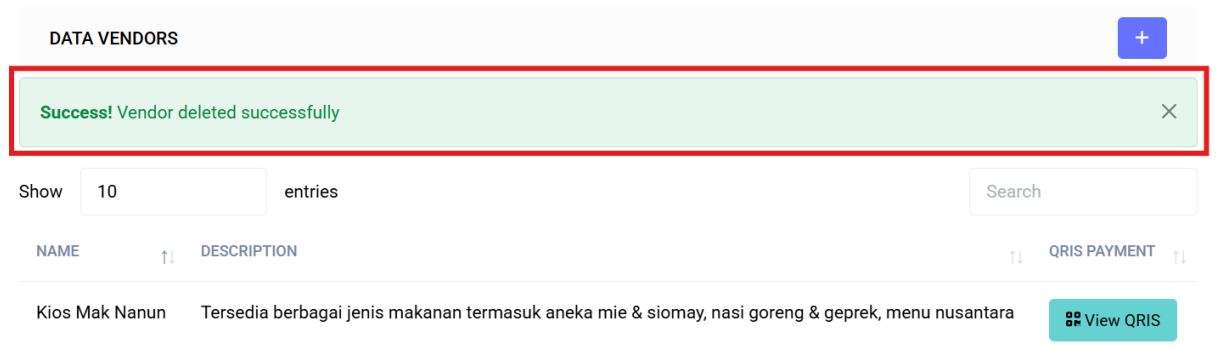 DATA VENDORS
+
Success! Vendor deleted successfully
Show 10 entries
Search
NAME DESCRIPTION QRIS PAYMENT
Kios Mak Nanun Tersedia berbagai jenis makanan termasuk aneka mie & siomay, nasi goreng & geprek, menu nusantara View QRIS